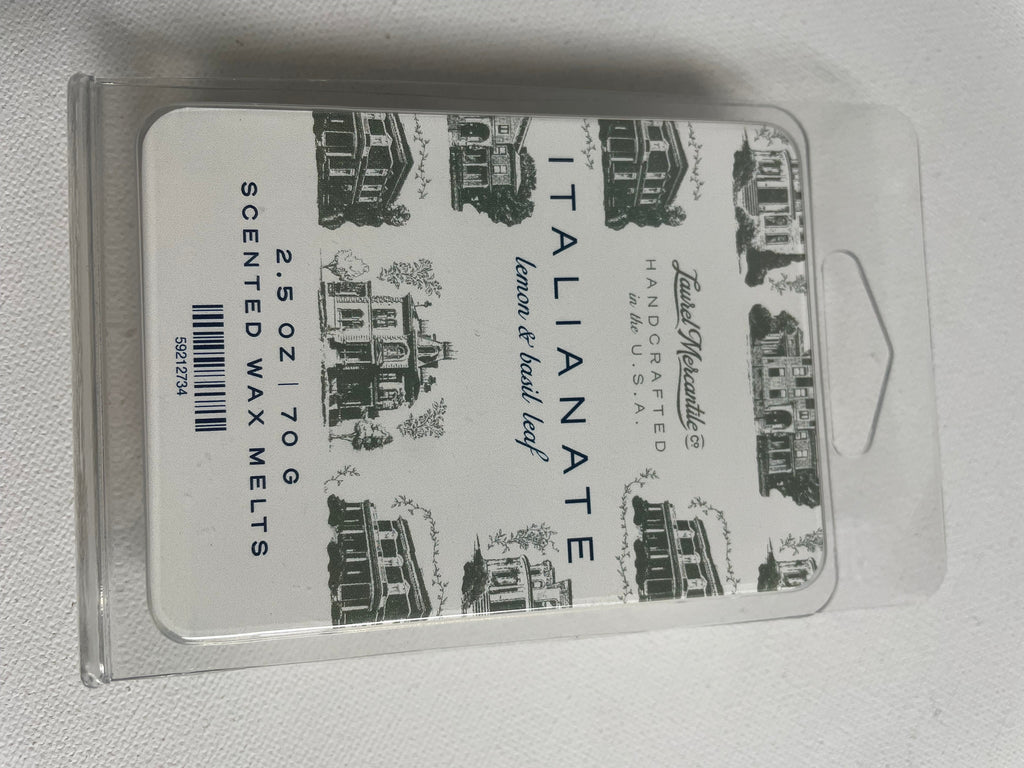 Laurel Mercantile Co
HANDCRAFTED
in the U.S.A.
ITALIANATE
lemon & basil leaf
2.5 OZ | 70 G
SCENTED WAX MELTS
59212734